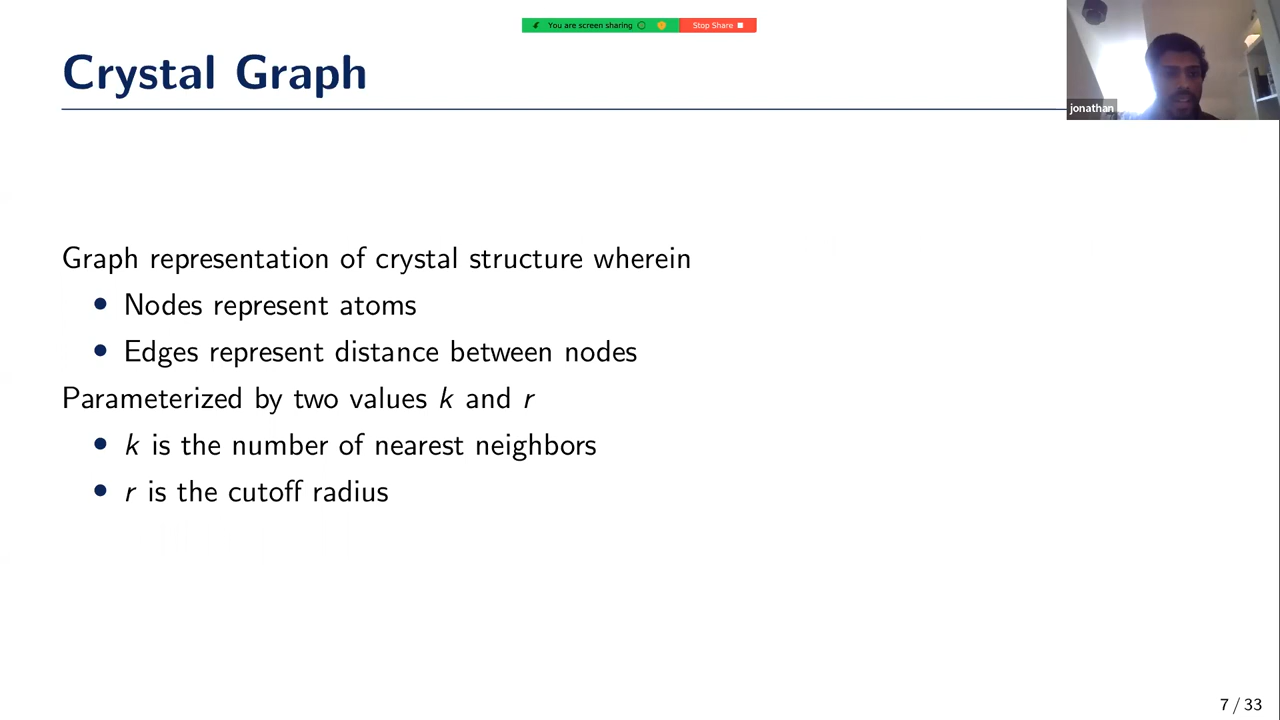 You are screen sharing
Stop Share
Crystal Graph
jonathan
Graph representation of crystal structure wherein
• Nodes represent atoms
• Edges represent distance between nodes
Parameterized by two values k and r
• k is the number of nearest neighbors
• r is the cutoff radius
7 / 33